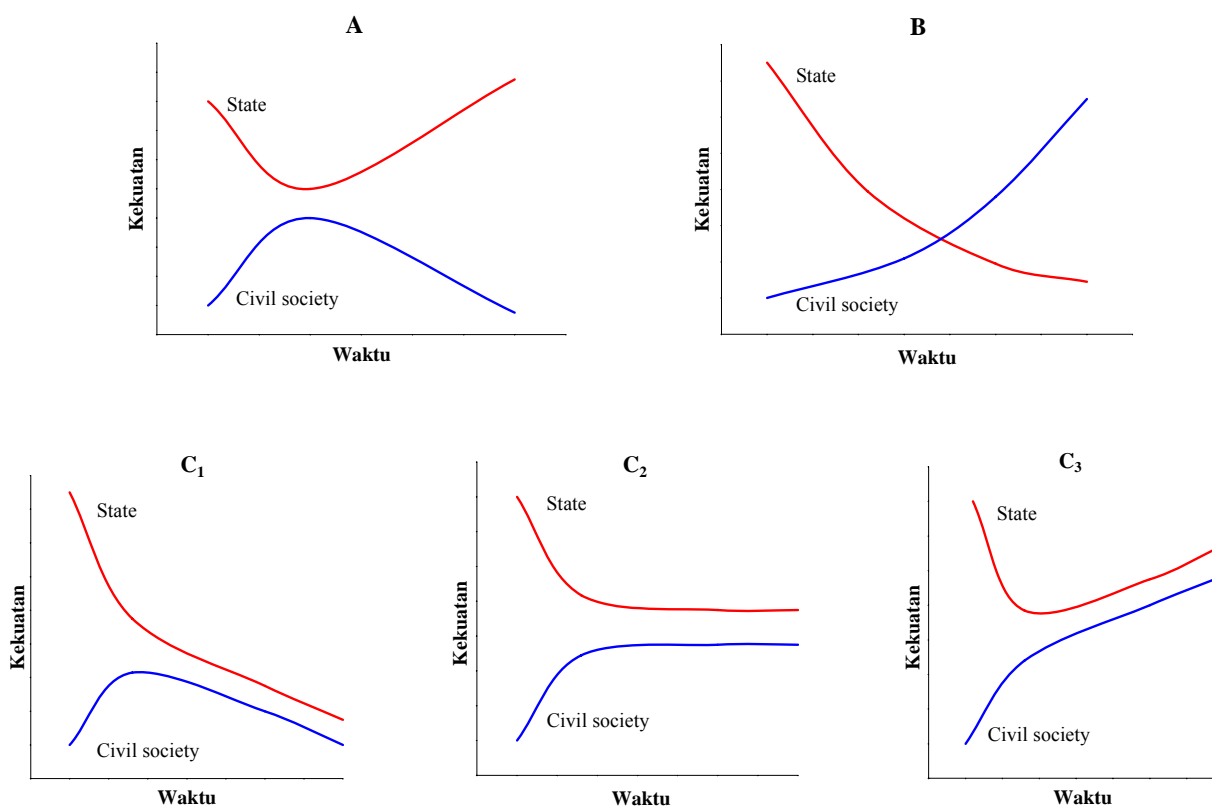 A
State
Kekuatan
Civil society
Waktu
B
State
Kekuatan
Civil society
Waktu
C₁
State
Kekuatan
Civil society
Waktu
C₂
State
Kekuatan
Civil society
Waktu
C₃
State
Kekuatan
Civil society
Waktu